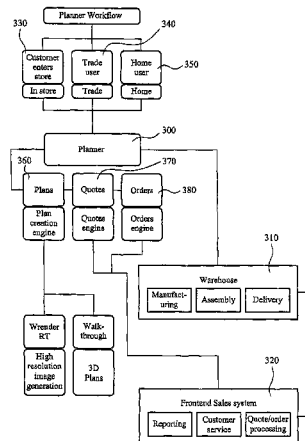 Planner Workflow
330
340
Customer
enters
store
Trade
user
Home
user
350
In store
Trade
Home
300
Planner
360
370
Plans
Quotes
Orders
380
Plan
creation
engine
Quotes
engine
Orders
engine
310
Warehouse
Manufact-
uring
Assembly
Delivery
Wrender
RT
Walk-
through
High
resolution
image
generation
3D
Plans
320
Frontend Sales system
Reporting
Customer
service
Quote/order
processing